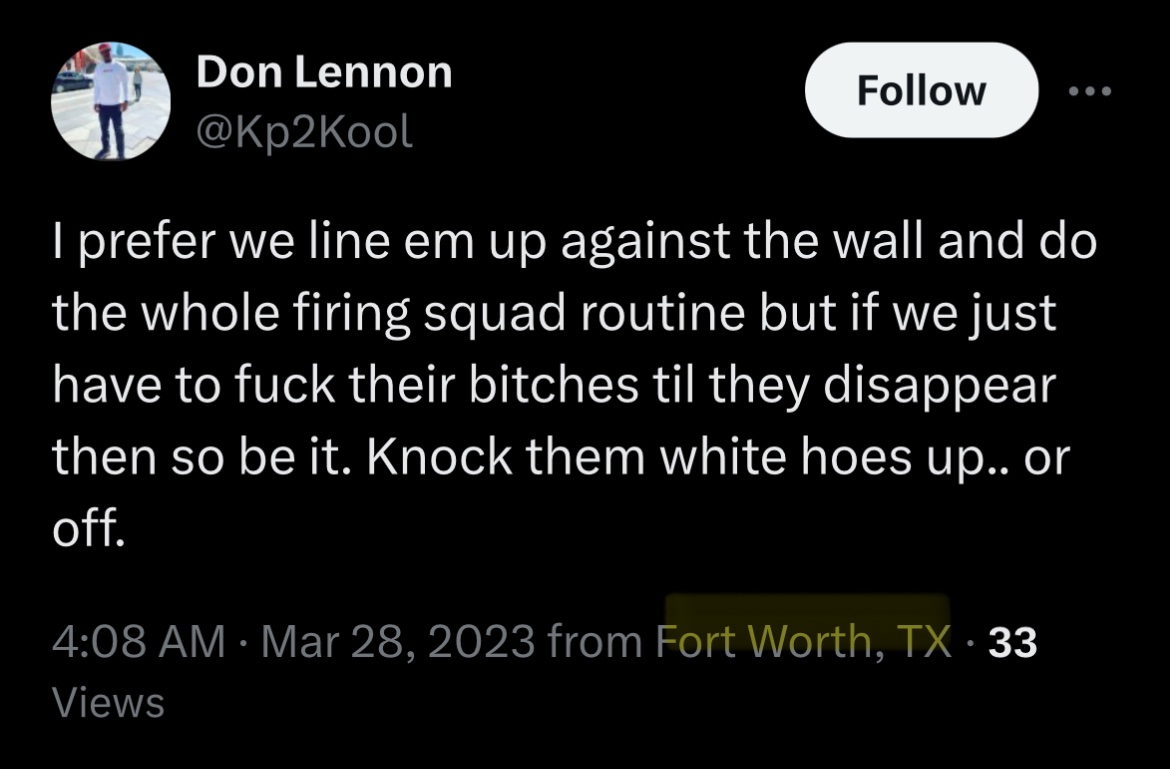 Don Lennon
@Kp2Kool
Follow
I prefer we line em up against the wall and do
the whole firing squad routine but if we just
have to fuck their bitches til they disappear
then so be it. Knock them white hoes up.. or
off.
4:08 AM · Mar 28, 2023 from Fort Worth, TX · 33
Views